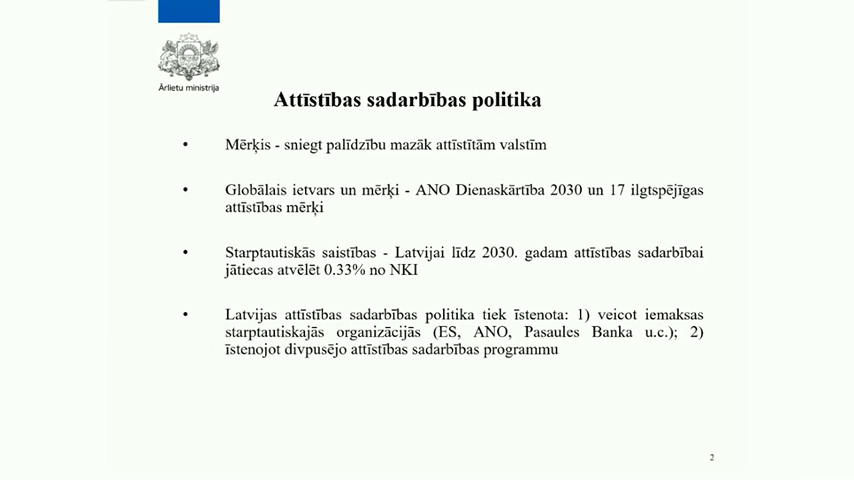 Ārlietu ministrija
Attīstības sadarbības politika
• Mērķis - sniegt palīdzību mazāk attīstītām valstīm
• Globālais ietvars un mērķi - ANO Dienaskārtība 2030 un 17 ilgtspējīgas
attīstības mērķi
• Starptautiskās saistības - Latvijai līdz 2030. gadam attīstības sadarbībai
jātiecas atvēlēt 0.33% no NKI
• Latvijas attīstības sadarbības politika tiek īstenota: 1) veicot iemaksas
starptautiskajās organizācijās (ES, ANO, Pasaules Banka u.c.); 2)
īstenojot divpusējo attīstības sadarbības programmu
2